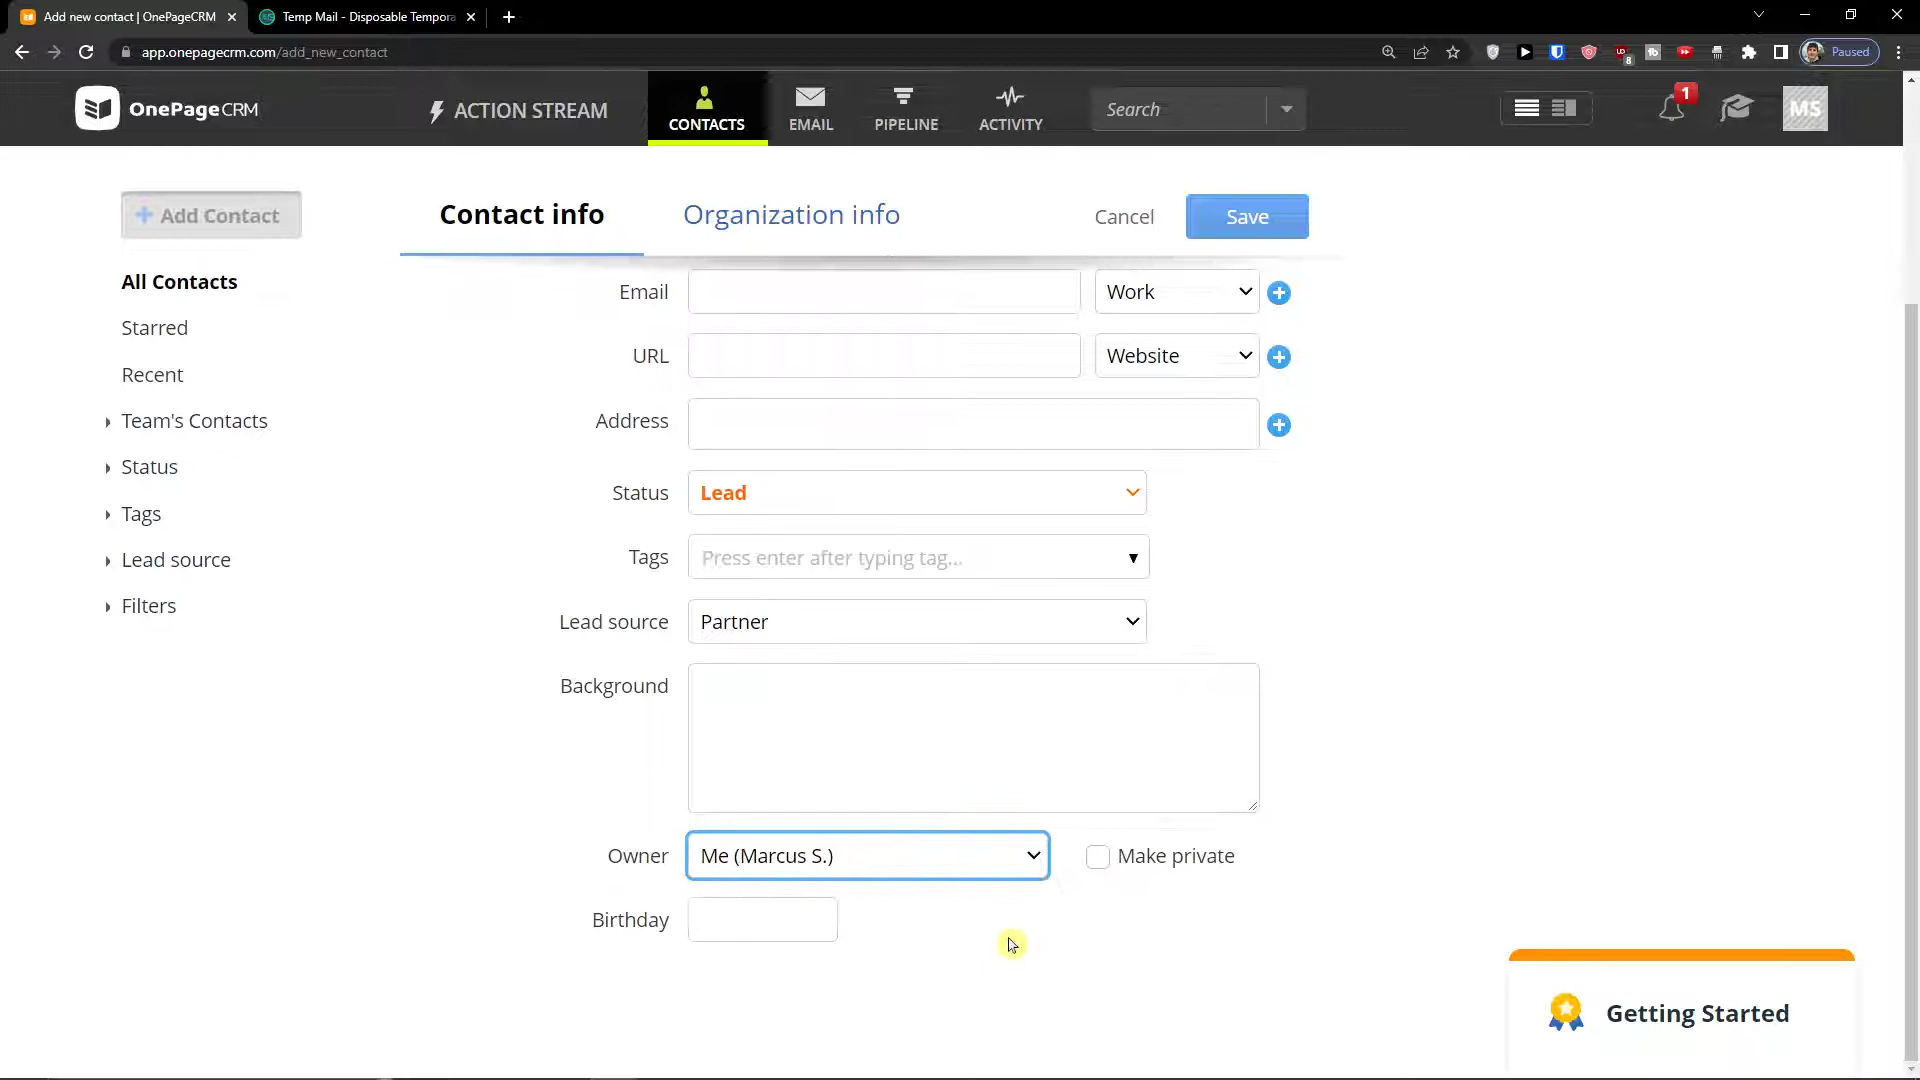 Add new contact | OnePageCRM
Temp Mail - Disposable Tempora
app.onepagecrm.com/add_new_contact
8
Paused
OnePageCRM
ACTION STREAM
CONTACTS
EMAIL
PIPELINE
ACTIVITY
Search
1
MS
Add Contact
Contact info
Organization info
Cancel
Save
All Contacts
Starred
Recent
Team's Contacts
Status
Tags
Lead source
Filters
Email
Work
URL
Website
Address
Status
Lead
Tags
Press enter after typing tag...
Lead source
Partner
Background
Owner
Me (Marcus S.)
Make private
Birthday
Getting Started